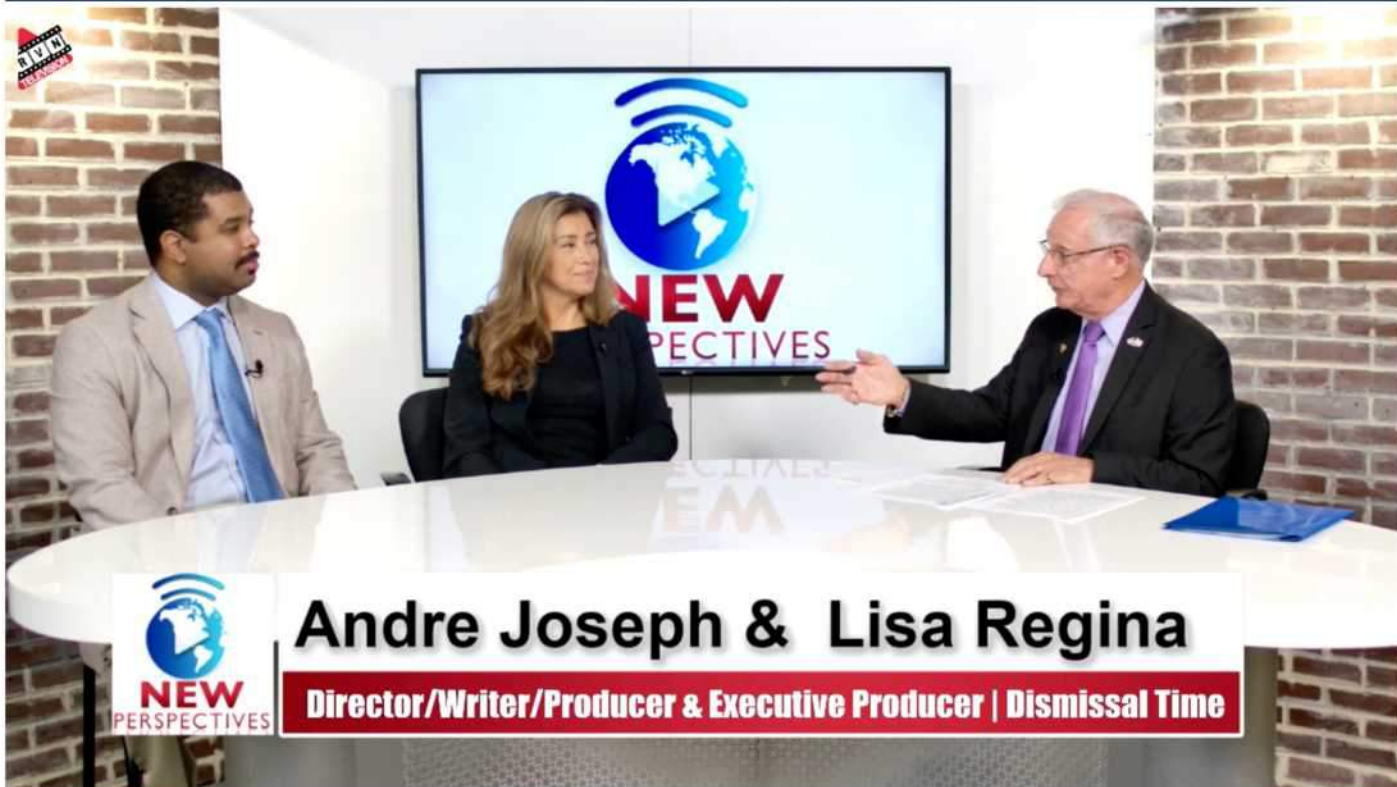 RVN
TELEVISION
NEW
PECTIVES
Andre Joseph & Lisa Regina
NEW
PERSPECTIVES
Director/Writer/Producer & Executive Producer | Dismissal Time